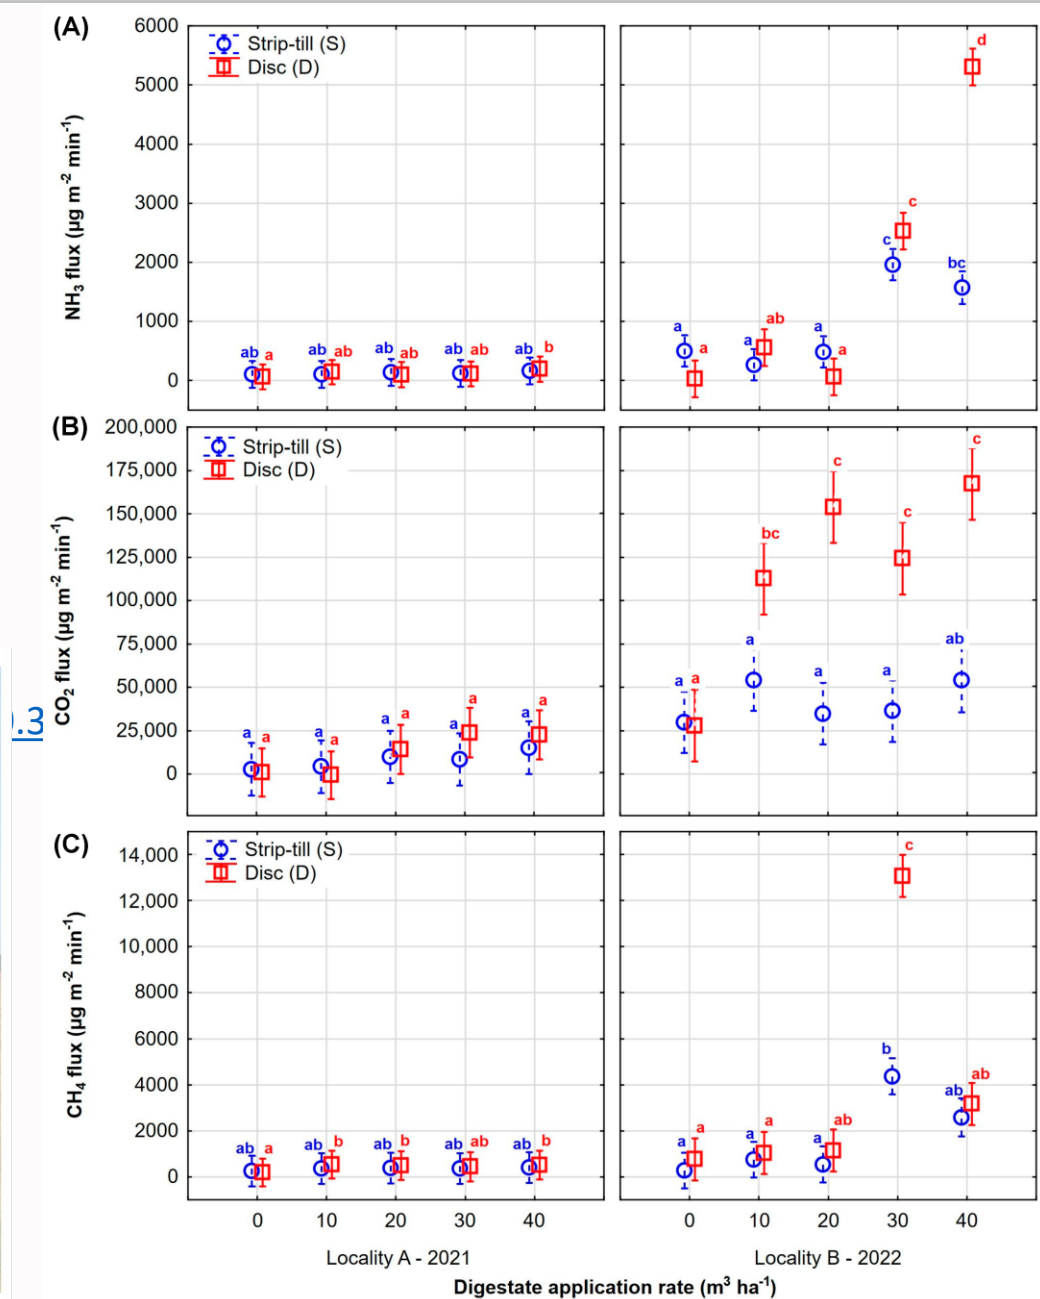 (A)
6000
5000
4000
3000
2000
1000
0
NH3 flux (µg m-2 min-1)
Strip-till (S)
Disc (D)
ab a ab ab ab ab ab ab ab b
a a a ab a a c c bc d
(B)
200,000
175,000
150,000
125,000
100,000
75,000
50,000
25,000
0
CO2 flux (µg m-2 min-1)
Strip-till (S)
Disc (D)
a a a a a a a a a a
a a a bc a c a c ab c
).3
(C)
14,000
12,000
10,000
8000
6000
4000
2000
0
CH4 flux (µg m-2 min-1)
Strip-till (S)
Disc (D)
ab a ab b ab b ab ab ab b
a a a a a ab b c ab ab
0 10 20 30 40
0 10 20 30 40
Locality A - 2021
Locality B - 2022
Digestate application rate (m3 ha-1)